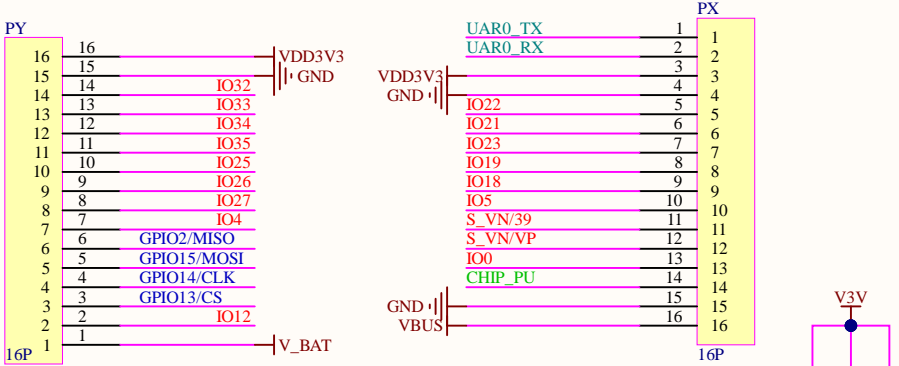 PY
16 16 VDD3V3
15 15 GND
14 14 IO32
13 13 IO33
12 12 IO34
11 11 IO35
10 10 IO25
9 9 IO26
8 8 IO27
7 7 IO4
6 6 GPIO2/MISO
5 5 GPIO15/MOSI
4 4 GPIO14/CLK
3 3 GPIO13/CS
2 2 IO12
1 1 V_BAT
16P
PX
UAR0_TX 1 1
UAR0_RX 2 2
VDD3V3 3 3
GND 4 4
IO22 5 5
IO21 6 6
IO23 7 7
IO19 8 8
IO18 9 9
IO5 10 10
S_VN/39 11 11
S_VN/VP 12 12
IO0 13 13
CHIP_PU 14 14
GND 15 15
VBUS 16 16
16P
V3V